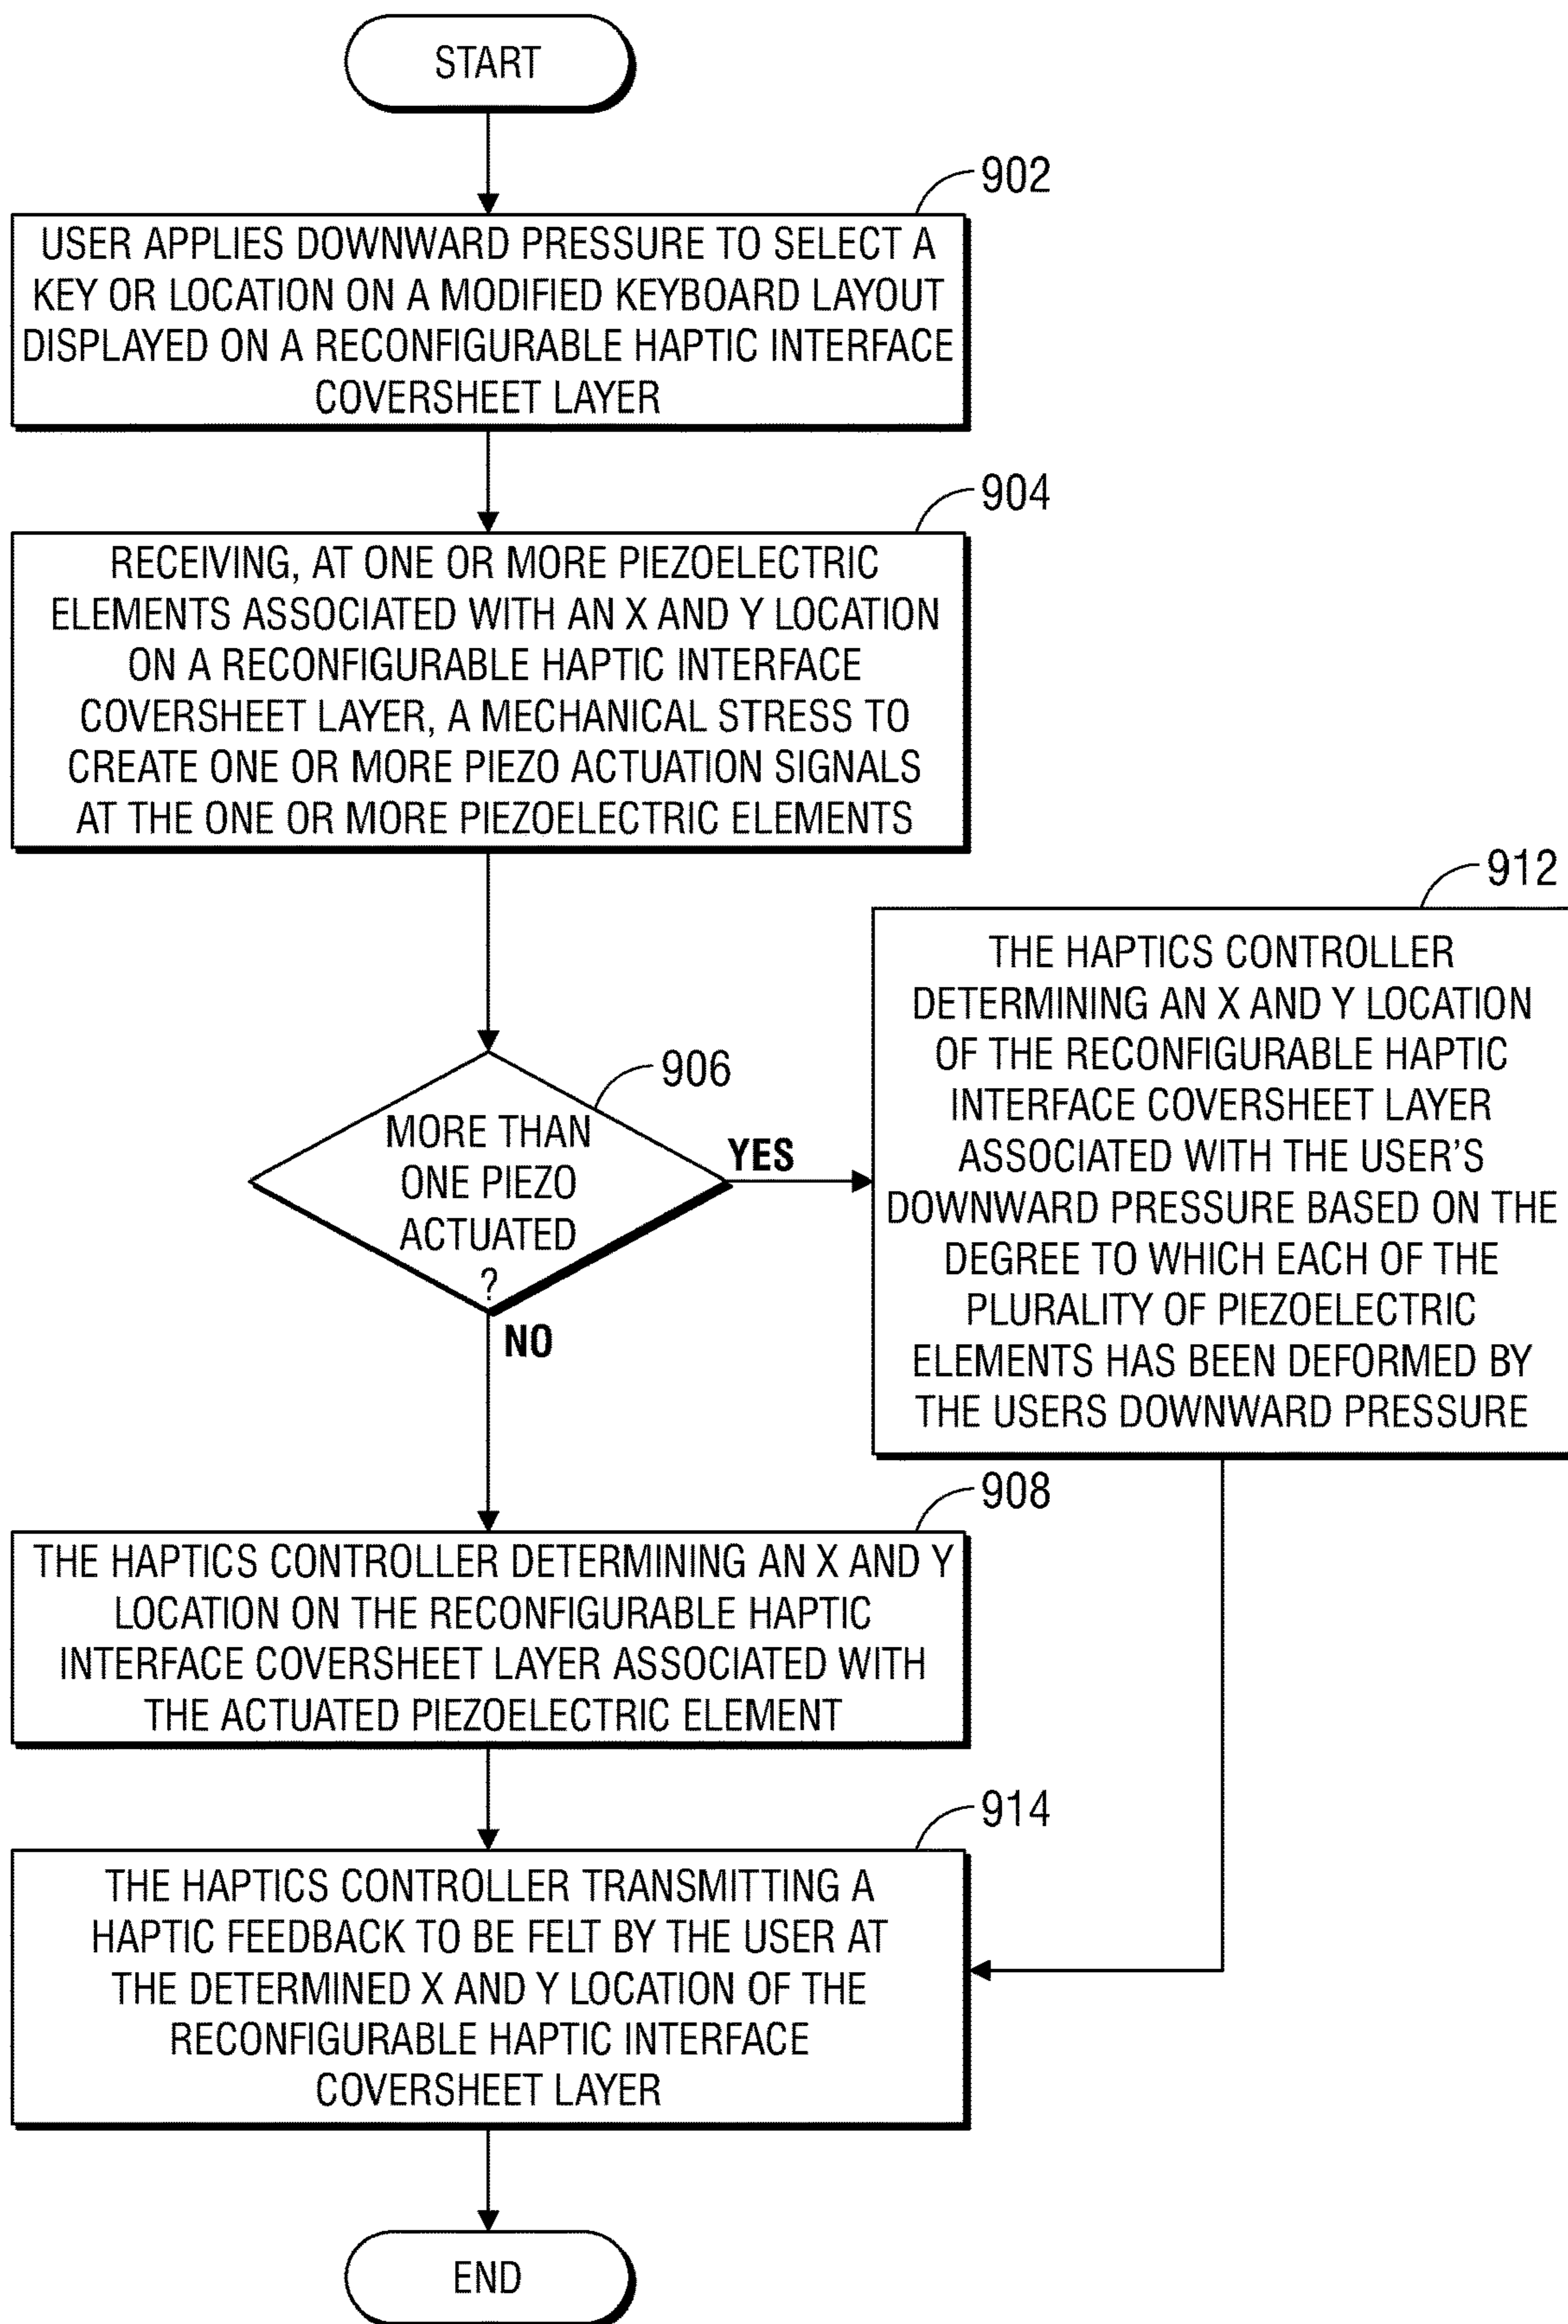 START
902
USER APPLIES DOWNWARD PRESSURE TO SELECT A
KEY OR LOCATION ON A MODIFIED KEYBOARD LAYOUT
DISPLAYED ON A RECONFIGURABLE HAPTIC INTERFACE
COVERSHEET LAYER
904
RECEIVING, AT ONE OR MORE PIEZOELECTRIC
ELEMENTS ASSOCIATED WITH AN X AND Y LOCATION
ON A RECONFIGURABLE HAPTIC INTERFACE
COVERSHEET LAYER, A MECHANICAL STRESS TO
CREATE ONE OR MORE PIEZO ACTUATION SIGNALS
AT THE ONE OR MORE PIEZOELECTRIC ELEMENTS
906
MORE THAN
ONE PIEZO
ACTUATED
?
YES
NO
912
THE HAPTICS CONTROLLER
DETERMINING AN X AND Y LOCATION
OF THE RECONFIGURABLE HAPTIC
INTERFACE COVERSHEET LAYER
ASSOCIATED WITH THE USER'S
DOWNWARD PRESSURE BASED ON THE
DEGREE TO WHICH EACH OF THE
PLURALITY OF PIEZOELECTRIC
ELEMENTS HAS BEEN DEFORMED BY
THE USERS DOWNWARD PRESSURE
908
THE HAPTICS CONTROLLER DETERMINING AN X AND Y
LOCATION ON THE RECONFIGURABLE HAPTIC
INTERFACE COVERSHEET LAYER ASSOCIATED WITH
THE ACTUATED PIEZOELECTRIC ELEMENT
914
THE HAPTICS CONTROLLER TRANSMITTING A
HAPTIC FEEDBACK TO BE FELT BY THE USER AT
THE DETERMINED X AND Y LOCATION OF THE
RECONFIGURABLE HAPTIC INTERFACE
COVERSHEET LAYER
END